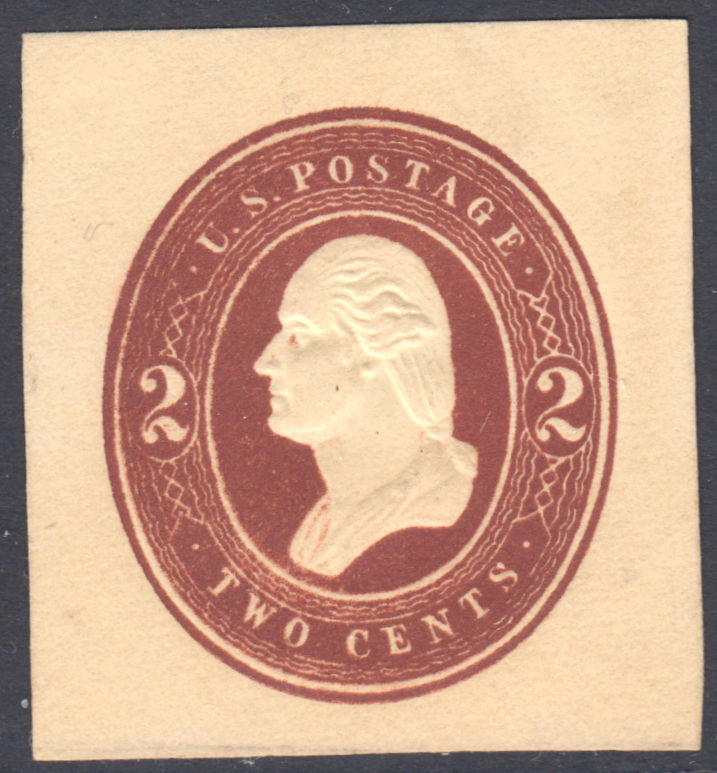 · U. S. POSTAGE ·
2 2
· TWO CENTS ·